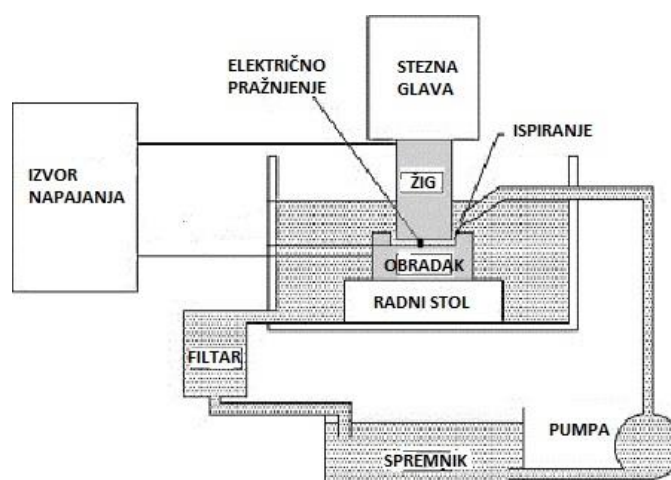 ELEKTRIČNO
PRAŽNJENJE
STEZNA
GLAVA
ISPIRANJE
IZVOR
NAPAJANJA
ŽIG
OBRADAK
RADNI STOL
FILTAR
PUMPA
SPREMNIK